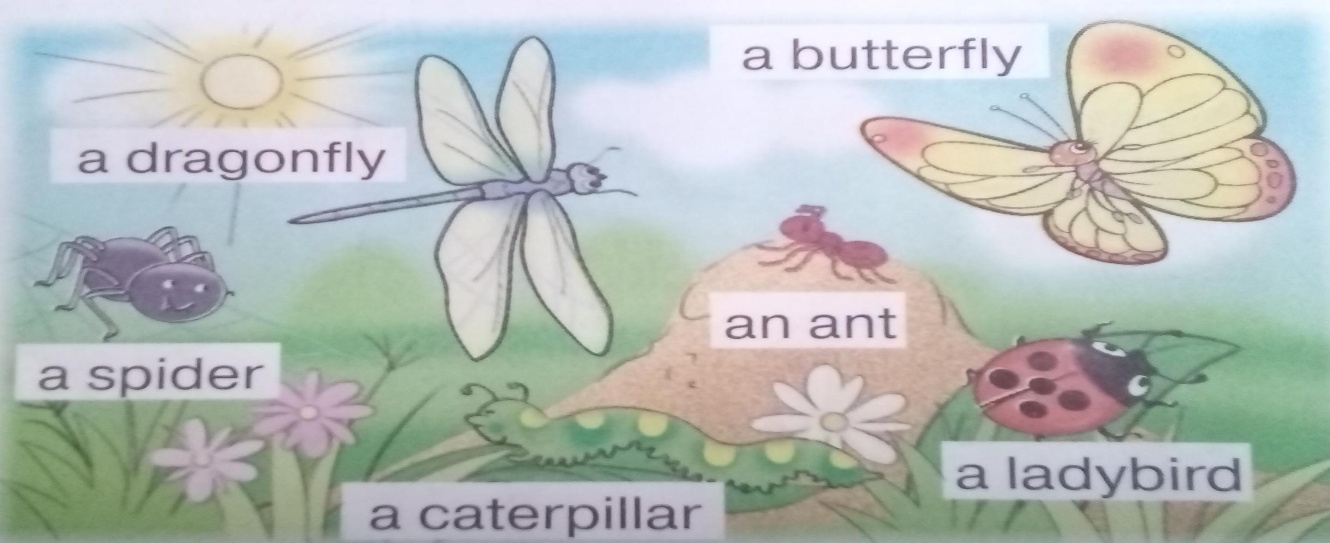 a butterfly
a dragonfly
an ant
a spider
a ladybird
a caterpillar